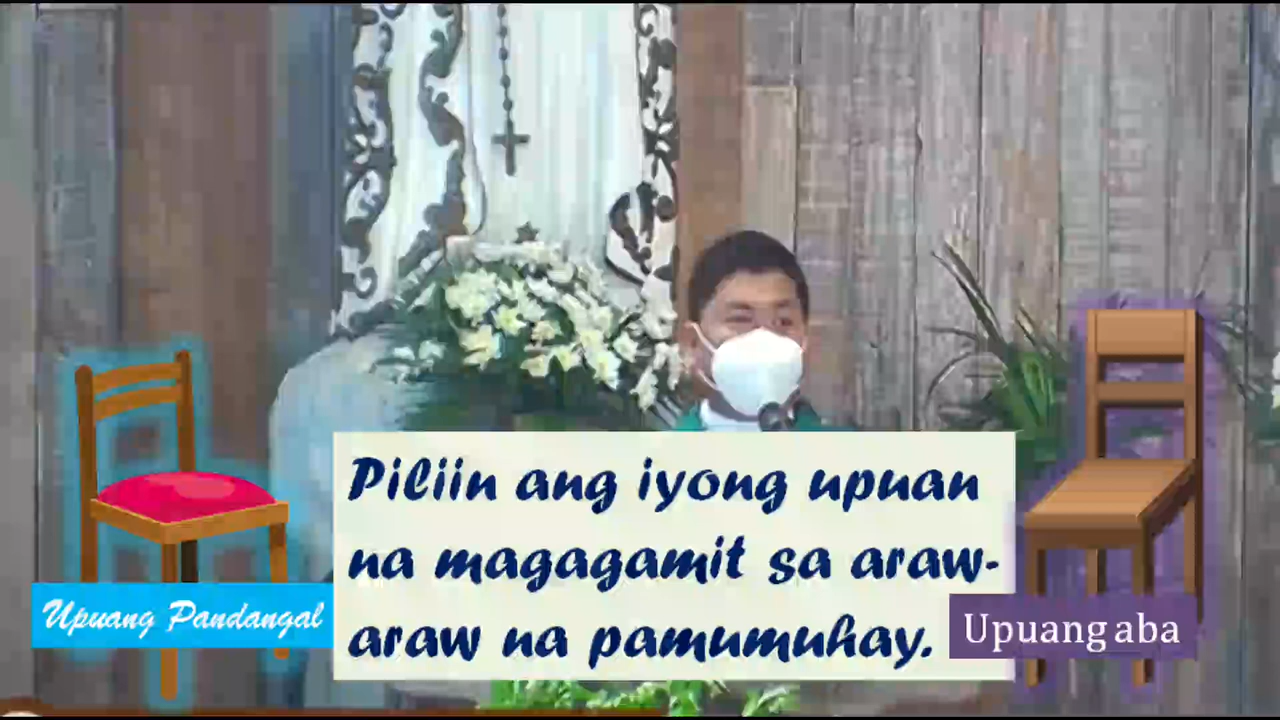 Piliin ang iyong upuan
na magagamit sa araw-
araw na pamumuhay.
Upuang Pandangal
Upuang aba